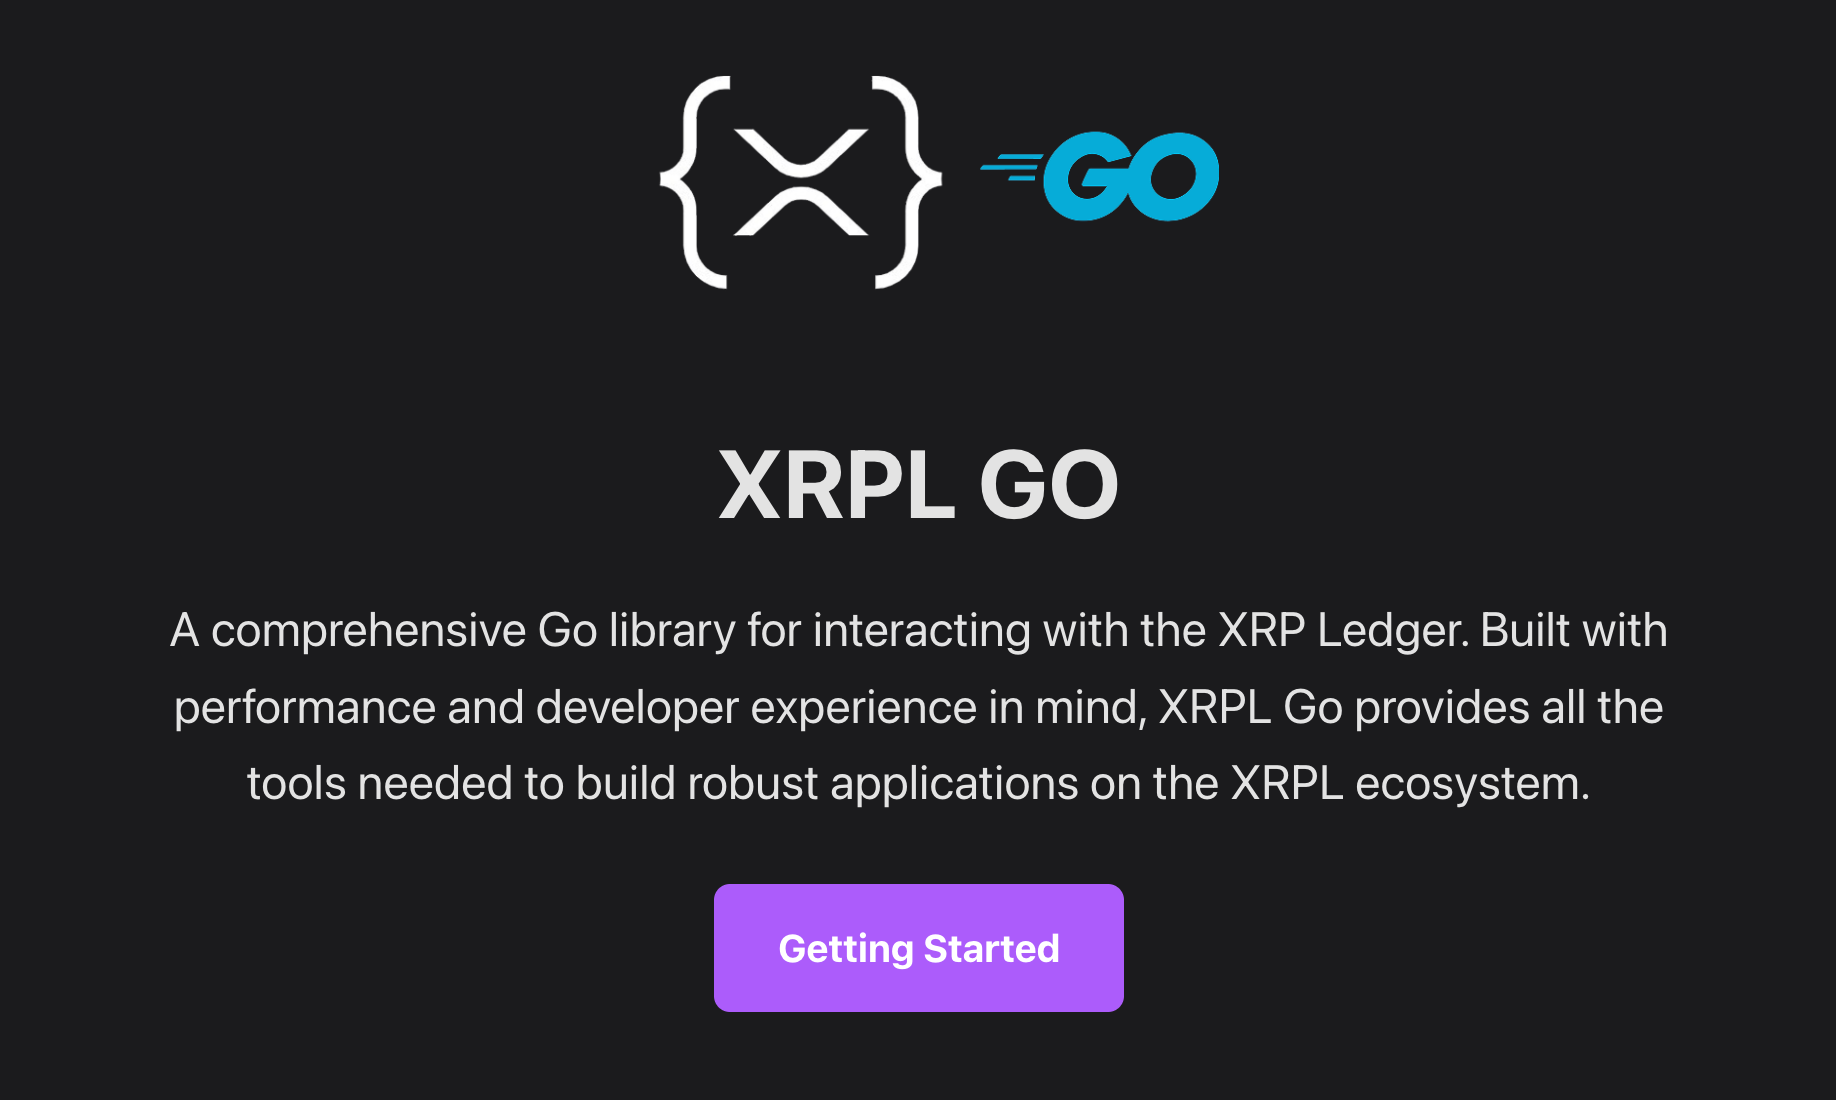 {X} GO
XRPL GO
A comprehensive Go library for interacting with the XRP Ledger. Built with
performance and developer experience in mind, XRPL Go provides all the
tools needed to build robust applications on the XRPL ecosystem.
Getting Started